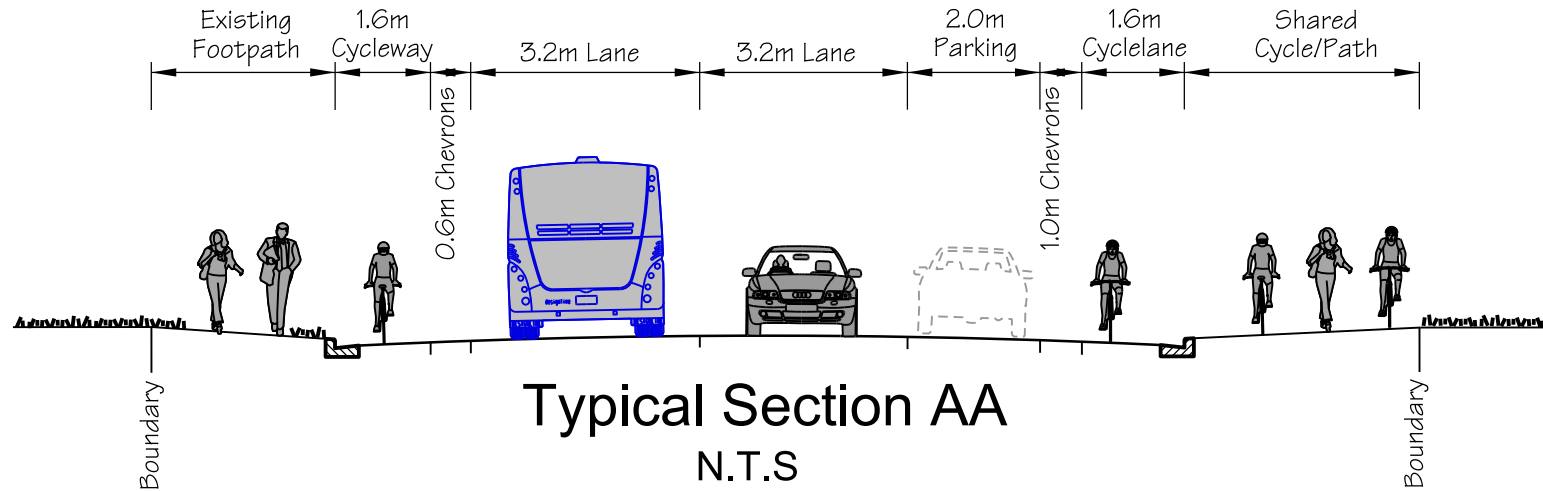 Existing
Footpath
1.6m
Cycleway
0.6m Chevrons
3.2m Lane
3.2m Lane
2.0m
Parking
1.0m Chevrons
1.6m
Cyclelane
Shared
Cycle/Path
designline
Boundary
Boundary
Typical Section AA
N.T.S